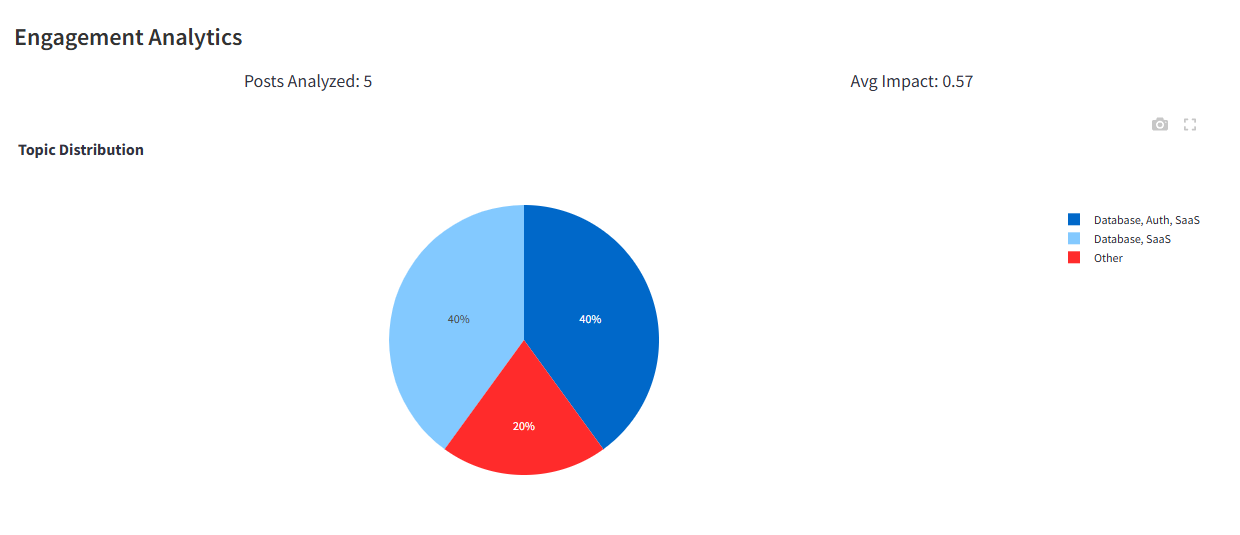 Engagement Analytics
Posts Analyzed: 5
Avg Impact: 0.57
Topic Distribution
Database, Auth, SaaS
Database, SaaS
Other
40%
40%
20%